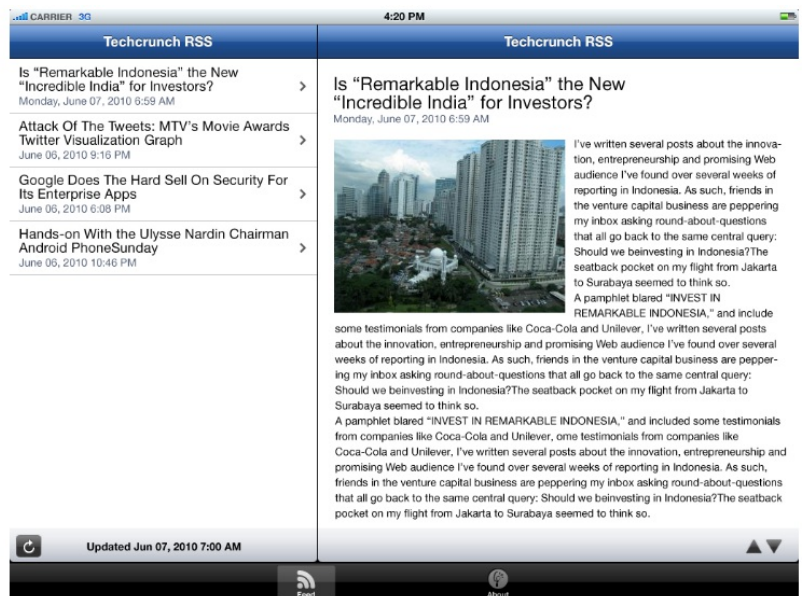 CARRIER 3G
4:20 PM
Techcrunch RSS
Techcrunch RSS
Is “Remarkable Indonesia” the New
“Incredible India” for Investors?
Monday, June 07, 2010 6:59 AM
Attack Of The Tweets: MTV's Movie Awards
Twitter Visualization Graph
June 06, 2010 9:16 PM
Google Does The Hard Sell On Security For
Its Enterprise Apps
June 06, 2010 6:08 PM
Hands-on With the Ulysse Nardin Chairman
Android PhoneSunday
June 06, 2010 10:46 PM
Is “Remarkable Indonesia” the New
“Incredible India” for Investors?
Monday, June 07, 2010 6:59 AM
I've written several posts about the innova-
tion, entrepreneurship and promising Web
audience I've found over several weeks of
reporting in Indonesia. As such, friends in
the venture capital business are peppering
my inbox asking round-about-questions
that all go back to the same central query:
Should we beinvesting in Indonesia?The
seatback pocket on my flight from Jakarta
to Surabaya seemed to think so.
A pamphlet blared “INVEST IN
REMARKABLE INDONESIA,” and include
some testimonials from companies like Coca-Cola and Unilever, I've written several posts
about the innovation, entrepreneurship and promising Web audience I've found over several
weeks of reporting in Indonesia. As such, friends in the venture capital business are pepper-
ing my inbox asking round-about-questions that all go back to the same central query:
Should we beinvesting in Indonesia?The seatback pocket on my flight from Jakarta to
Surabaya seemed to think so.
A pamphlet blared “INVEST IN REMARKABLE INDONESIA,” and included some testimonials
from companies like Coca-Cola and Unilever, ome testimonials from companies like
Coca-Cola and Unilever, I've written several posts about the innovation, entrepreneurship and
promising Web audience I've found over several weeks of reporting in Indonesia. As such,
friends in the venture capital business are peppering my inbox asking round-about-questions
that all go back to the same central query: Should we beinvesting in Indonesia?The seatback
pocket on my flight from Jakarta to Surabaya seemed to think so.
Updated Jun 07, 2010 7:00 AM
Feed
About